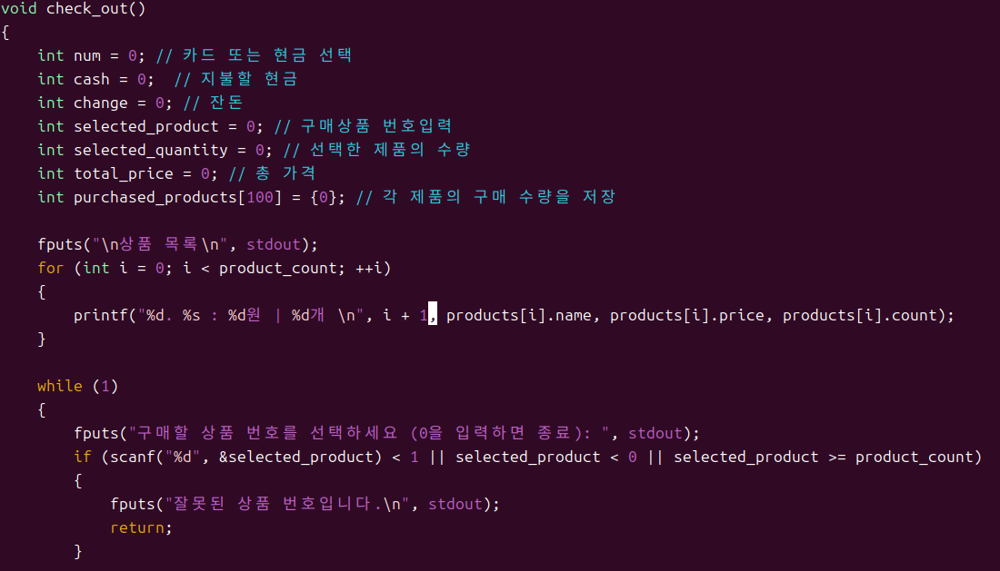 void check_out()
{
    int num = 0; // 카드 또는 현금 선택
    int cash = 0;  // 지불할 현금
    int change = 0; // 잔돈
    int selected_product = 0; // 구매상품 번호입력
    int selected_quantity = 0; // 선택한 제품의 수량
    int total_price = 0; // 총 가격
    int purchased_products[100] = {0}; // 각 제품의 구매 수량을 저장

    fputs("\n상품 목록\n", stdout);
    for (int i = 0; i < product_count; ++i)
    {
        printf("%d. %s : %d원 | %d개 \n", i + 1, products[i].name, products[i].price, products[i].count);
    }

    while (1)
    {
        fputs("구매할 상품 번호를 선택하세요 (0을 입력하면 종료): ", stdout);
        if (scanf("%d", &selected_product) < 1 || selected_product < 0 || selected_product >= product_count)
        {
            fputs("잘못된 상품 번호입니다.\n", stdout);
            return;
        }